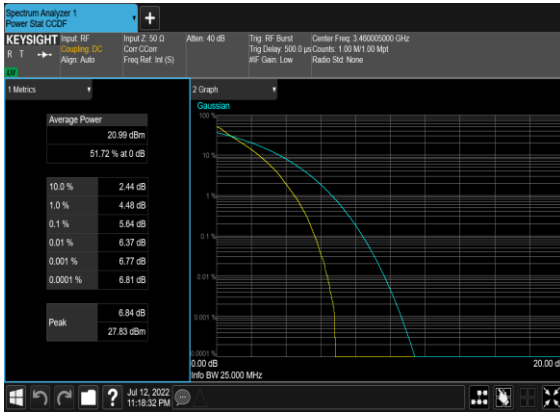 Spectrum Analyzer 1
Power Stat CCDF
KEYSIGHT
R T
LW
Input: RF
Coupling: DC
Align: Auto
Input Z: 50 Ω
Corr CCorr
Freq Ref: Int (S)
Atten: 40 dB
Trig: RF Burst
Trig Delay: 500.0 µs
#IF Gain: Low
Center Freq: 3.460005000 GHz
Counts: 1.00 M/1.00 Mpt
Radio Std: None
1 Metrics
Average Power
20.99 dBm
51.72 % at 0 dB
10.0 % 2.44 dB
1.0 % 4.48 dB
0.1 % 5.64 dB
0.01 % 6.37 dB
0.001 % 6.77 dB
0.0001 % 6.81 dB
Peak
6.84 dB
27.83 dBm
2 Graph
Gaussian
100 %
10 %
1 %
0.1 %
0.01 %
0.001 %
0.0001 %
0.00 dB
20.00 d
Info BW 25.000 MHz
?
Jul 12, 2022
11:18:32 PM